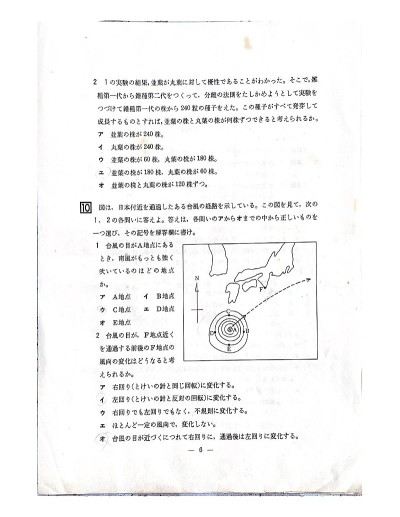 2　1の実験の結果,並葉が丸葉に対して優性であることがわかった。そこで,雑
種第一代から雑種第二代をつくって,分離の法則をたしかめようとして実験を
つづけて雑種第一代の株から240粒の種子をえた。この種子がすべて発芽して
成長するものとすれば,並葉の株と丸葉の株が何株ずつできると考えられるか。
ア　並葉の株が240株。
イ　丸葉の株が240株。
ウ　並葉の株が60株,丸葉の株が180株。
エ　並葉の株が180株,丸葉の株が60株。
オ　並葉の株と丸葉の株が120株ずつ。
10　図は,日本付近を通過したある台風の経路を示している。この図を見て,次の
1,2の各問いに答えよ。答えは,各問いのアからオまでの中から正しいものを
一つ選び,その記号を解答欄に書け。
1　台風の目がA地点にある
とき,南風がもっとも強く
吹いているのはどの地点
か。
ア　A地点　イ　B地点
ウ　C地点　エ　D地点
オ　E地点
2　台風の目が,F地点近く
を通過する前後のF地点の
風向の変化はどうなると考
えられるか。
ア　右回り(とけいの針と同じ回転)に変化する。
イ　左回り(とけいの針と反対の回転)に変化する。
ウ　右回りでも左回りでもなく,不規則に変化する。
エ　ほとんど一定の風向で,変化しない。
オ　台風の目が近づくにつれて右回りに,通過後は左回りに変化する。
N
F
C
A
E
— 6 —